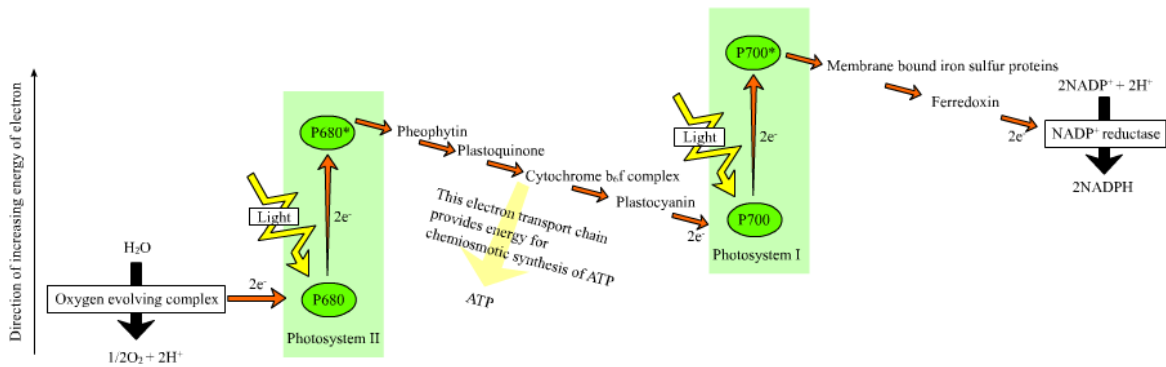 Direction of increasing energy of electron
H₂O
Oxygen evolving complex
1/2O₂ + 2H⁺
2e⁻
P680*
Light
2e⁻
P680
Photosystem II
Pheophytin
Plastoquinone
Cytochrome b₆f complex
Plastocyanin
2e⁻
This electron transport chain
provides energy for
chemiosmotic synthesis of ATP
ATP
P700*
Light
2e⁻
P700
Photosystem I
Membrane bound iron sulfur proteins
Ferredoxin
2e⁻
2NADP⁺ + 2H⁺
NADP⁺ reductase
2NADPH